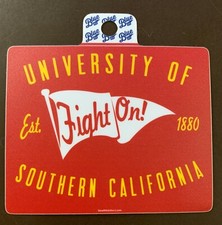 UNIVERSITY OF
Est. Fight On! 1880
SOUTHERN CALIFORNIA